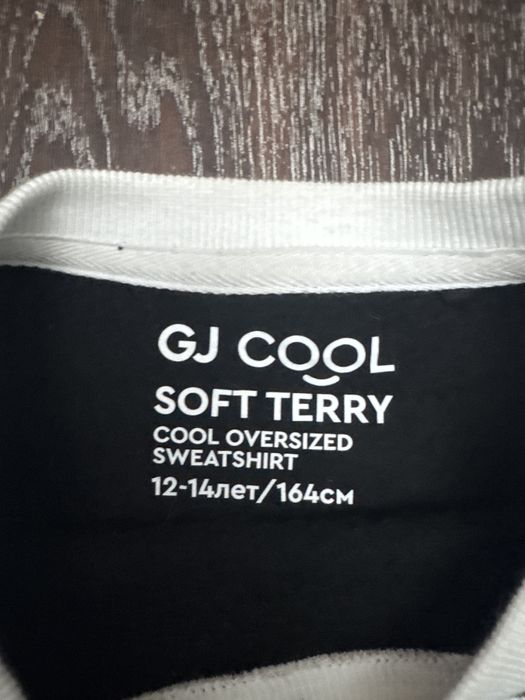 GJ COOL
SOFT TERRY
COOL OVERSIZED
SWEATSHIRT
12-14лет/164см